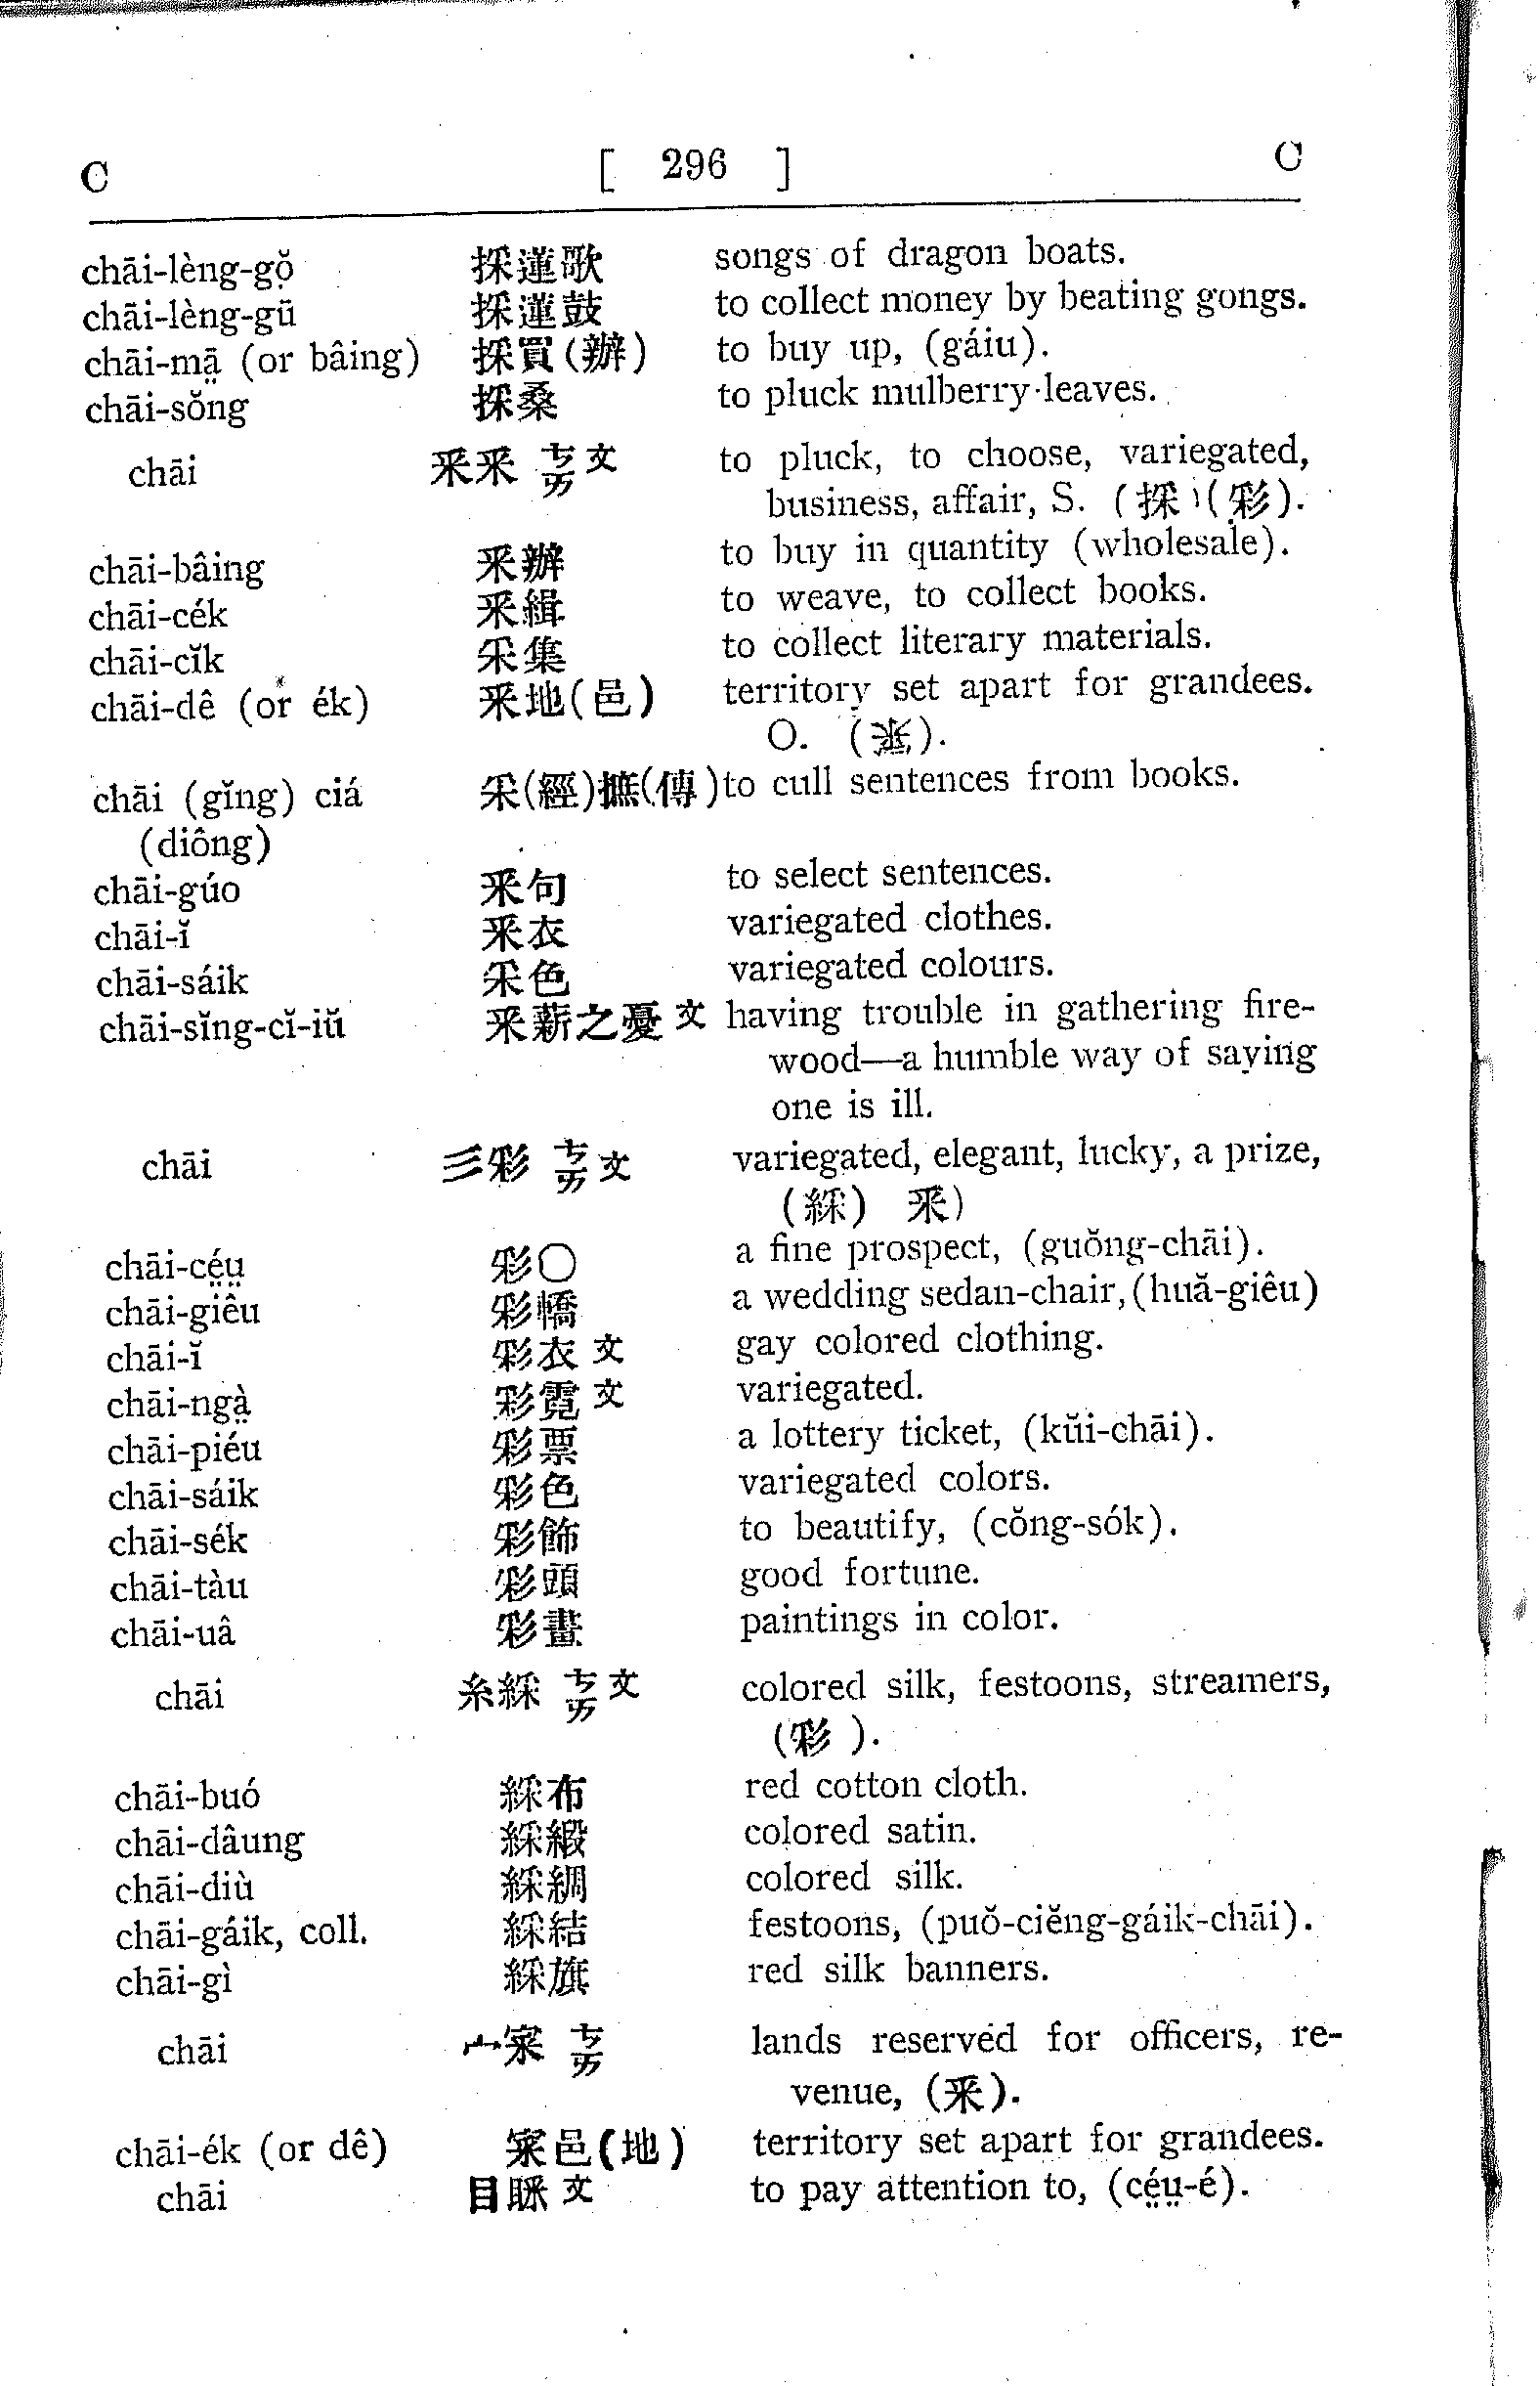 C [ 296 ] C
chāi-lèng-gŏ̤ 採蓮歌 songs of dragon boats.
chāi-lèng-gū 採蓮鼓 to collect money by beating gongs.
chāi-mā̤ (or bâing) 採買(辦) to buy up, (gáiu).
chāi-sŏng 採桑 to pluck mulberry-leaves.
chāi 釆采 ㄘㄞ 文 to pluck, to choose, variegated,
business, affair, S. (採)(彩).
chāi-bâing 采辦 to buy in quantity (wholesale).
chāi-cék 采緝 to weave, to collect books.
chāi-cĭk 采集 to collect literary materials.
chāi-dê (or ék) 采地(邑) territory set apart for grandees.
O.
chāi (gĭng) ciá 采(經)摭(傳) to cull sentences from books.
(diông)
chāi-gúo 采句 to select sentences.
chāi-ĭ 采衣 variegated clothes.
chāi-sáik 采色 variegated colours.
chāi-sĭng-cĭ-iŭ 采薪之憂 文 having trouble in gathering fire-
wood—a humble way of saying
one is ill.
chāi 彡彩 ㄘㄞ 文 variegated, elegant, lucky, a prize,
(綵) 采)
chāi-cé̤ṳ 彩〇 a fine prospect, (guŏng-chāi).
chāi-giêu 彩轎 a wedding sedan-chair, (huă-giêu)
chāi-ĭ 彩衣 文 gay colored clothing.
chāi-ngà̤ 彩霓 文 variegated.
chāi-piéu 彩票 a lottery ticket, (kŭi-chāi).
chāi-sáik 彩色 variegated colors.
chāi-sék 彩飾 to beautify, (cŏng-sók).
chāi-tàu 彩頭 good fortune.
chāi-uâ 彩畫 paintings in color.
chāi 糸綵 ㄘㄞ 文 colored silk, festoons, streamers,
(彩 ).
chāi-buó 綵布 red cotton cloth.
chāi-dâung 綵緞 colored satin.
chāi-diù 綵綢 colored silk.
chāi-gáik, coll. 綵結 festoons, (puŏ-ciĕng-gáik-chāi).
chāi-gì 綵旗 red silk banners.
chāi 宀寀 ㄘㄞ lands reserved for officers, re-
venue, (采).
chāi-ék (or dê) 寀邑(地) territory set apart for grandees.
chāi 目睬 文 to pay attention to, (cé̤ṳ-é).